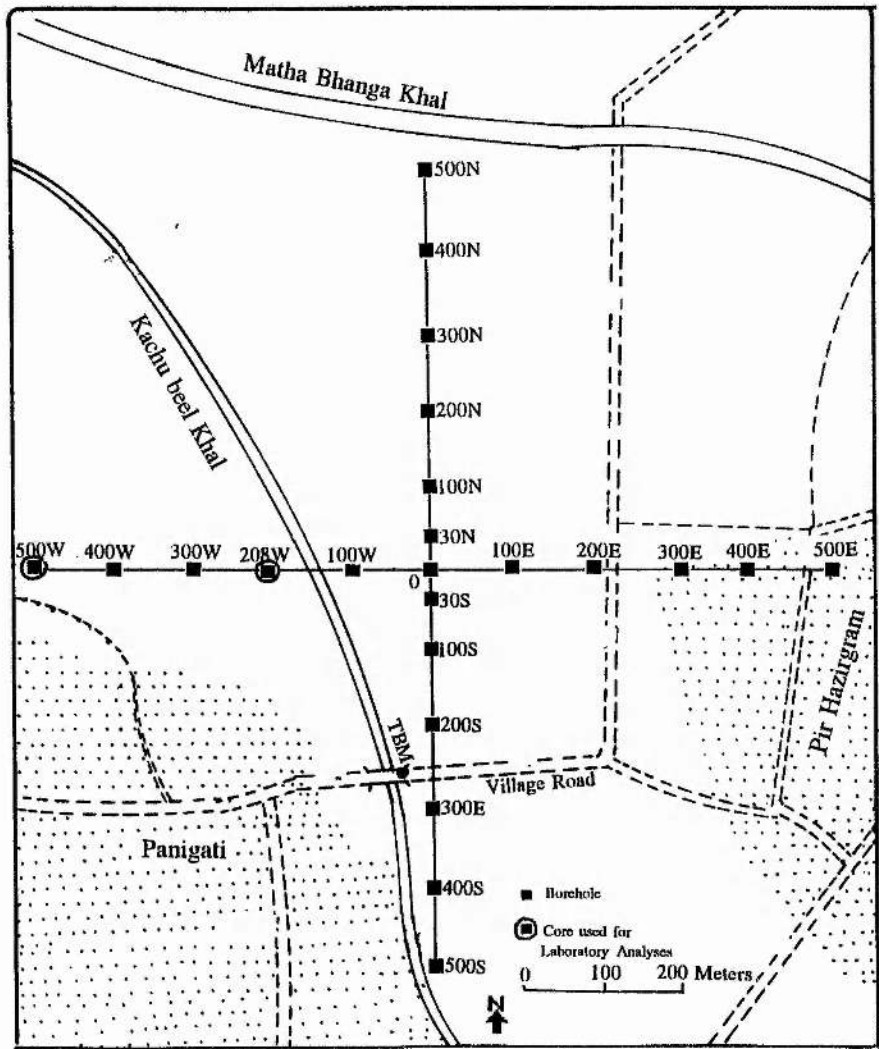 Matha Bhanga Khal
500N
400N
Kachu beel Khal
300N
200N
100N
30N
500W 400W 300W 208W 100W 100E 200E 300E 400E 500E
0
30S
100S
Pir Hazirgram
200S
TBM
Village Road
300E
Panigati
400S
Borehole
Core used for
Laboratory Analyses
500S
0 100 200 Meters
N